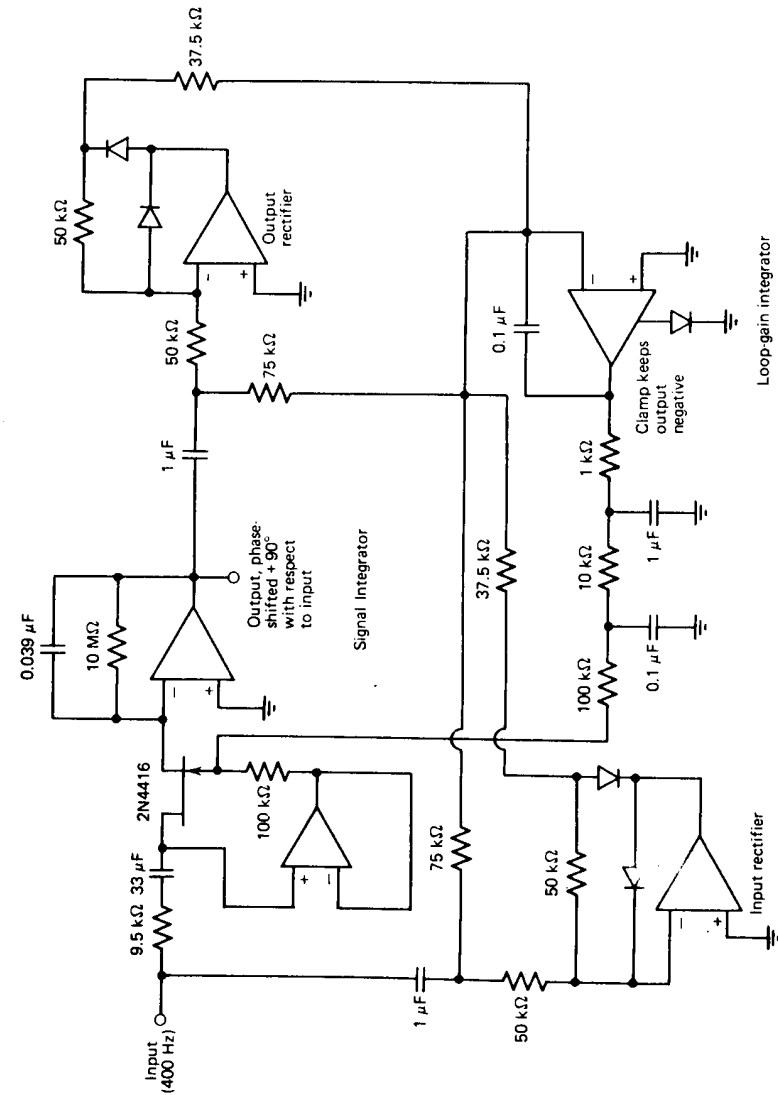 Input
(400 Hz)
9.5 kΩ
33 μF
2N4416
0.039 μF
10 MΩ
−
+
Output, phase-
shifted + 90°
with respect
to input
Signal Integrator
1 μF
50 kΩ
75 kΩ
50 kΩ
−
+
Output
rectifier
37.5 kΩ
100 kΩ
+
−
1 μF
75 kΩ
37.5 kΩ
50 kΩ
50 kΩ
−
+
Input rectifier
100 kΩ
0.1 μF
10 kΩ
1 μF
1 kΩ
0.1 μF
−
+
Clamp keeps
output
negative
Loop-gain integrator